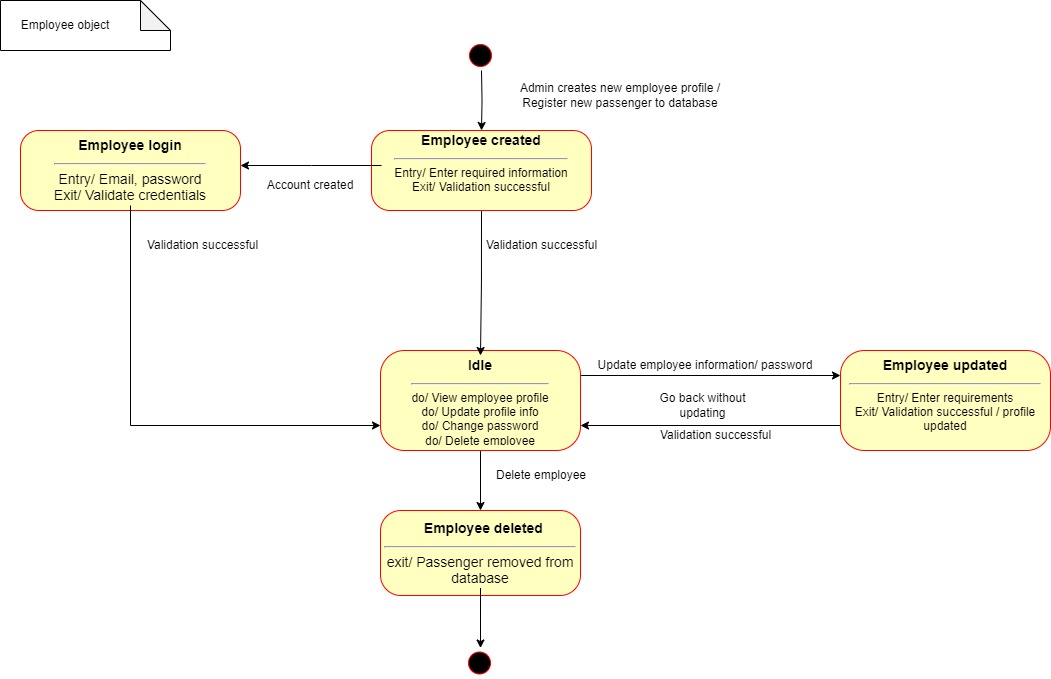 Employee object
Admin creates new employee profile /
Register new passenger to database
Employee login
Entry/ Email, password
Exit/ Validate credentials
Employee created
Entry/ Enter required information
Exit/ Validation successful
Account created
Validation successful
Validation successful
Idle
do/ View employee profile
do/ Update profile info
do/ Change password
do/ Delete employee
Update employee information/ password
Go back without
updating
Validation successful
Employee updated
Entry/ Enter requirements
Exit/ Validation successful / profile
updated
Delete employee
Employee deleted
exit/ Passenger removed from
database